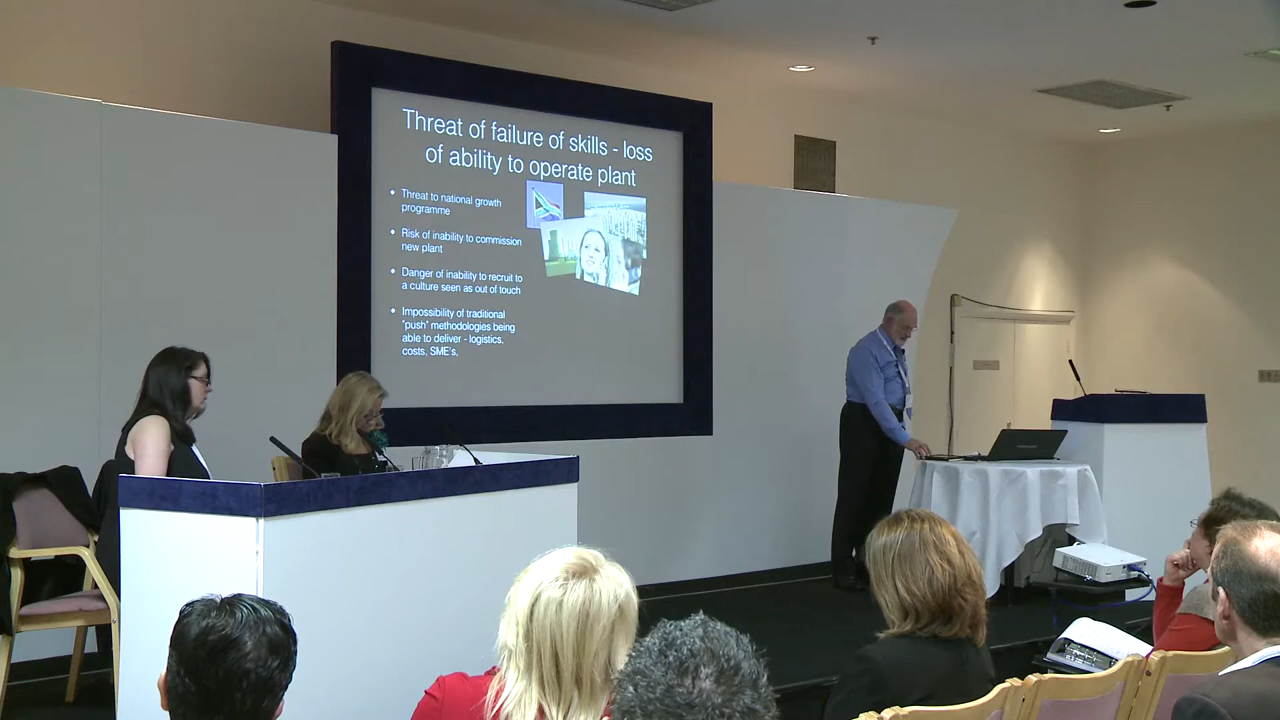 Threat of failure of skills - loss
of ability to operate plant
• Threat to national growth
programme
• Risk of inability to commission
new plant
• Danger of inability to recruit to
a culture seen as out of touch
• Impossibility of traditional
"push" methodologies being
able to deliver - logistics,
costs, SME's,